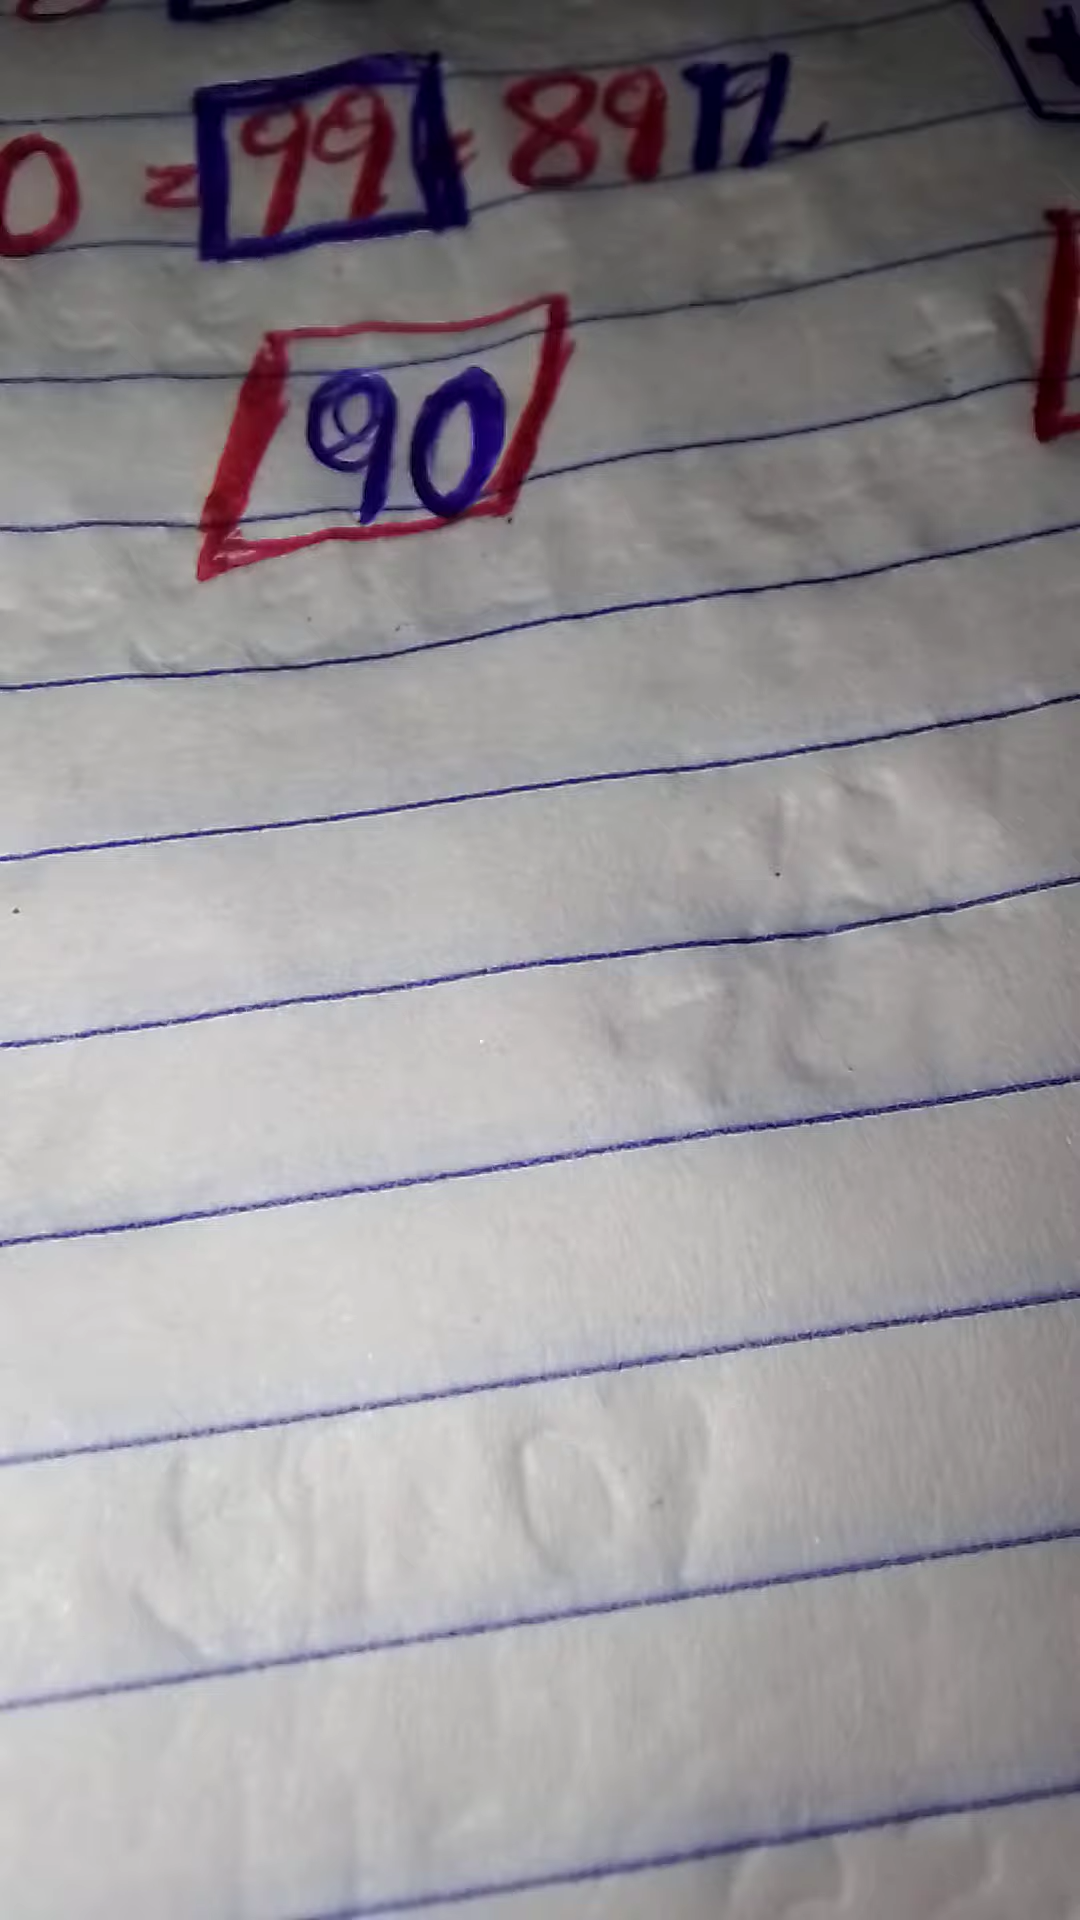 0 = 99 = 89
90